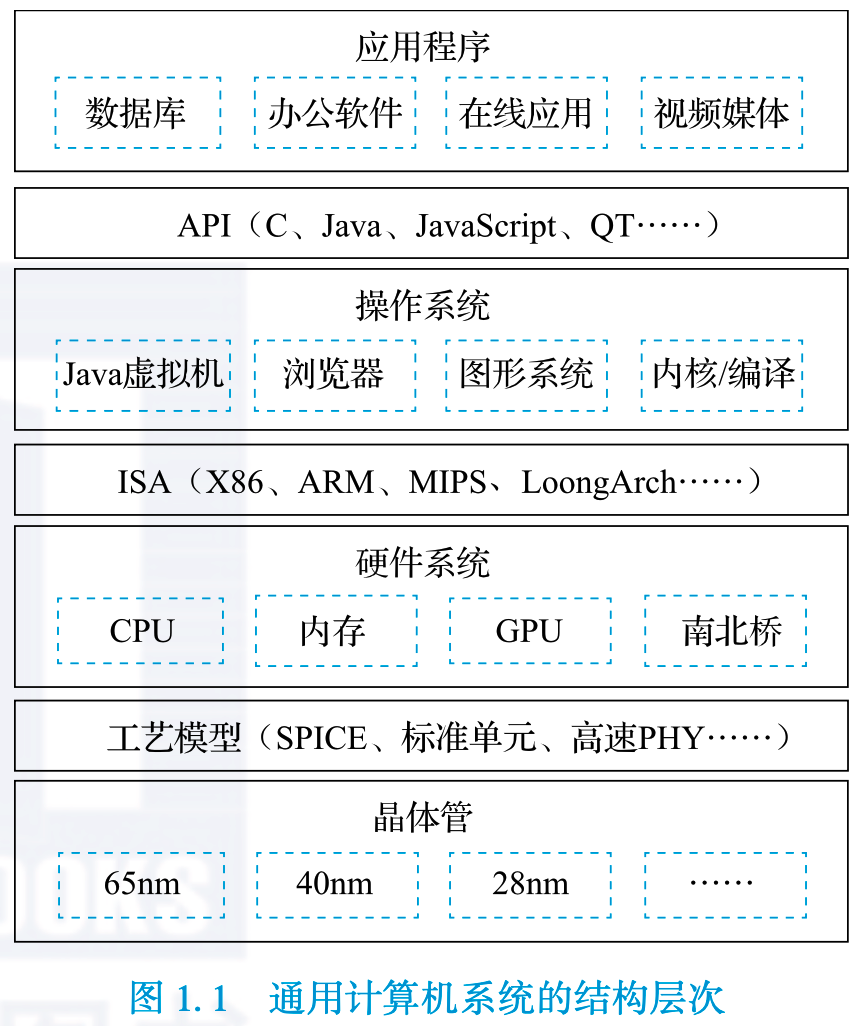 应用程序
数据库 办公软件 在线应用 视频媒体
API（C、Java、JavaScript、QT……）
操作系统
Java虚拟机 浏览器 图形系统 内核/编译
ISA（X86、ARM、MIPS、LoongArch……）
硬件系统
CPU 内存 GPU 南北桥
工艺模型（SPICE、标准单元、高速PHY……）
晶体管
65nm 40nm 28nm ……
图 1. 1 通用计算机系统的结构层次